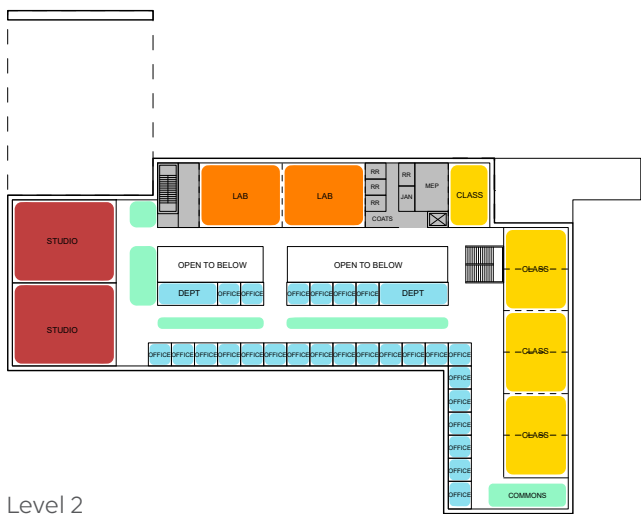 RR
RR
MEP
LAB
LAB
RR
CLASS
JAN
RR
COATS
STUDIO
OPEN TO BELOW
OPEN TO BELOW
CLASS
DEPT OFFICE OFFICE
OFFICE OFFICE OFFICE OFFICE DEPT
STUDIO
CLASS
OFFICE OFFICE OFFICE OFFICE OFFICE OFFICE OFFICE OFFICE OFFICE OFFICE OFFICE OFFICE OFFICE OFFICE
OFFICE
OFFICE
OFFICE
CLASS
OFFICE
OFFICE
OFFICE
COMMONS
Level 2